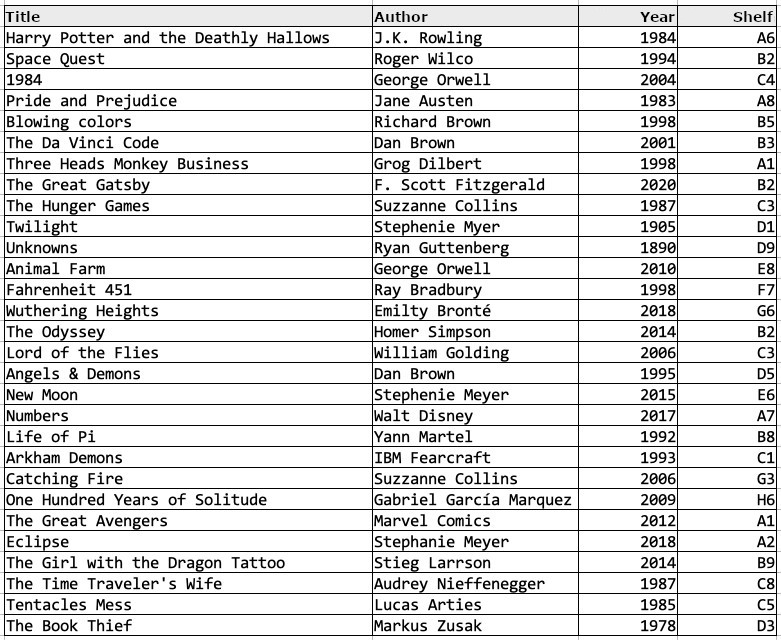 Title Author Year Shelf
Harry Potter and the Deathly Hallows J.K. Rowling 1984 A6
Space Quest Roger Wilco 1994 B2
1984 George Orwell 2004 C4
Pride and Prejudice Jane Austen 1983 A8
Blowing colors Richard Brown 1998 B5
The Da Vinci Code Dan Brown 2001 B3
Three Heads Monkey Business Grog Dilbert 1998 A1
The Great Gatsby F. Scott Fitzgerald 2020 B2
The Hunger Games Suzzanne Collins 1987 C3
Twilight Stephenie Myer 1905 D1
Unknowns Ryan Guttenberg 1890 D9
Animal Farm George Orwell 2010 E8
Fahrenheit 451 Ray Bradbury 1998 F7
Wuthering Heights Emilty Bronté 2018 G6
The Odyssey Homer Simpson 2014 B2
Lord of the Flies William Golding 2006 C3
Angels & Demons Dan Brown 1995 D5
New Moon Stephenie Meyer 2015 E6
Numbers Walt Disney 2017 A7
Life of Pi Yann Martel 1992 B8
Arkham Demons IBM Fearcraft 1993 C1
Catching Fire Suzzanne Collins 2006 G3
One Hundred Years of Solitude Gabriel García Marquez 2009 H6
The Great Avengers Marvel Comics 2012 A1
Eclipse Stephanie Meyer 2018 A2
The Girl with the Dragon Tattoo Stieg Larrson 2014 B9
The Time Traveler's Wife Audrey Nieffenegger 1987 C8
Tentacles Mess Lucas Arties 1985 C5
The Book Thief Markus Zusak 1978 D3